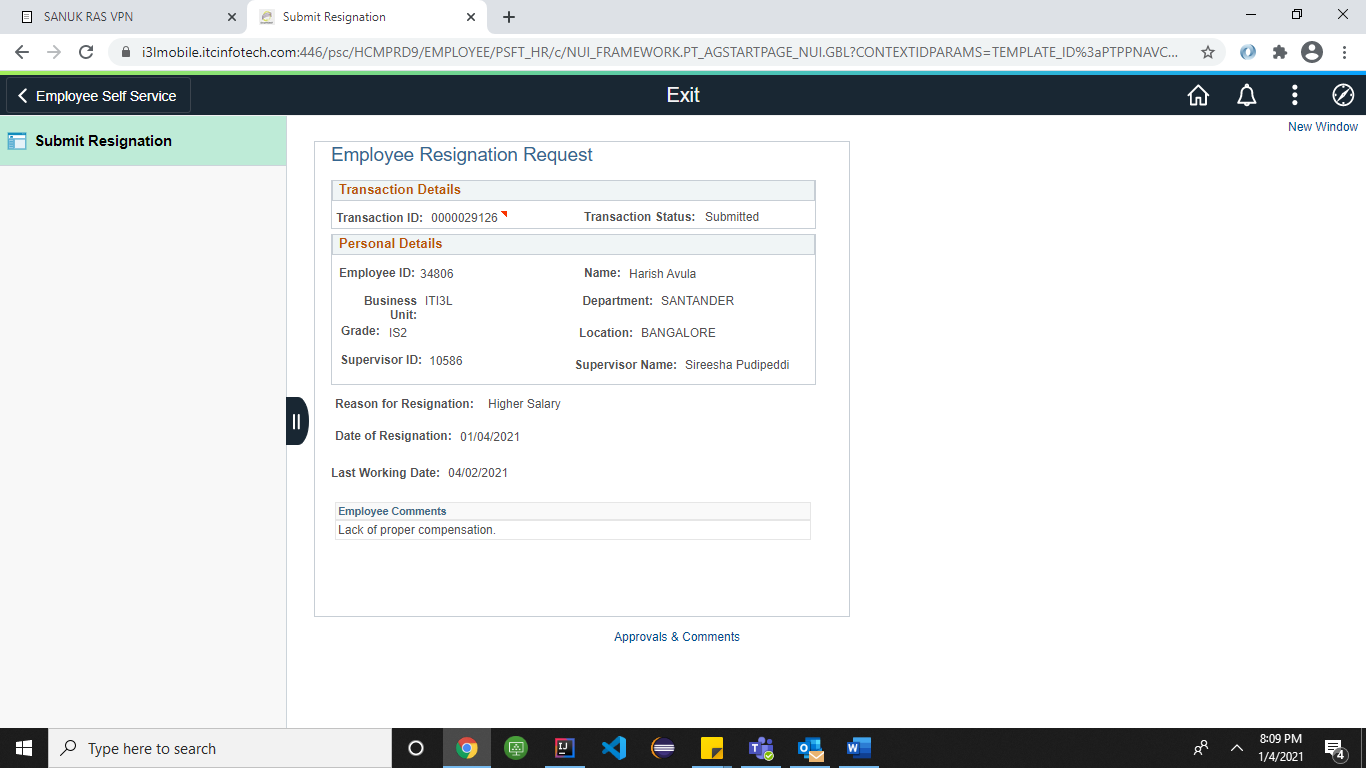 SANUK RAS VPN
Submit Resignation
i3lmobile.itcinfotech.com:446/psc/HCMPRD9/EMPLOYEE/PSFT_HR/c/NUI_FRAMEWORK.PT_AGSTARTPAGE_NUI.GBL?CONTEXTIDPARAMS=TEMPLATE_ID%3aPTPPNAVC...
Employee Self Service
Exit
New Window
Submit Resignation
Employee Resignation Request
Transaction Details
Transaction ID: 0000029126 Transaction Status: Submitted
Personal Details
Employee ID: 34806 Name: Harish Avula
Business Unit: ITI3L Department: SANTANDER
Grade: IS2 Location: BANGALORE
Supervisor ID: 10586 Supervisor Name: Sireesha Pudipeddi
Reason for Resignation: Higher Salary
Date of Resignation: 01/04/2021
Last Working Date: 04/02/2021
Employee Comments
Lack of proper compensation.
Approvals & Comments
Type here to search
8:09 PM
1/4/2021
4